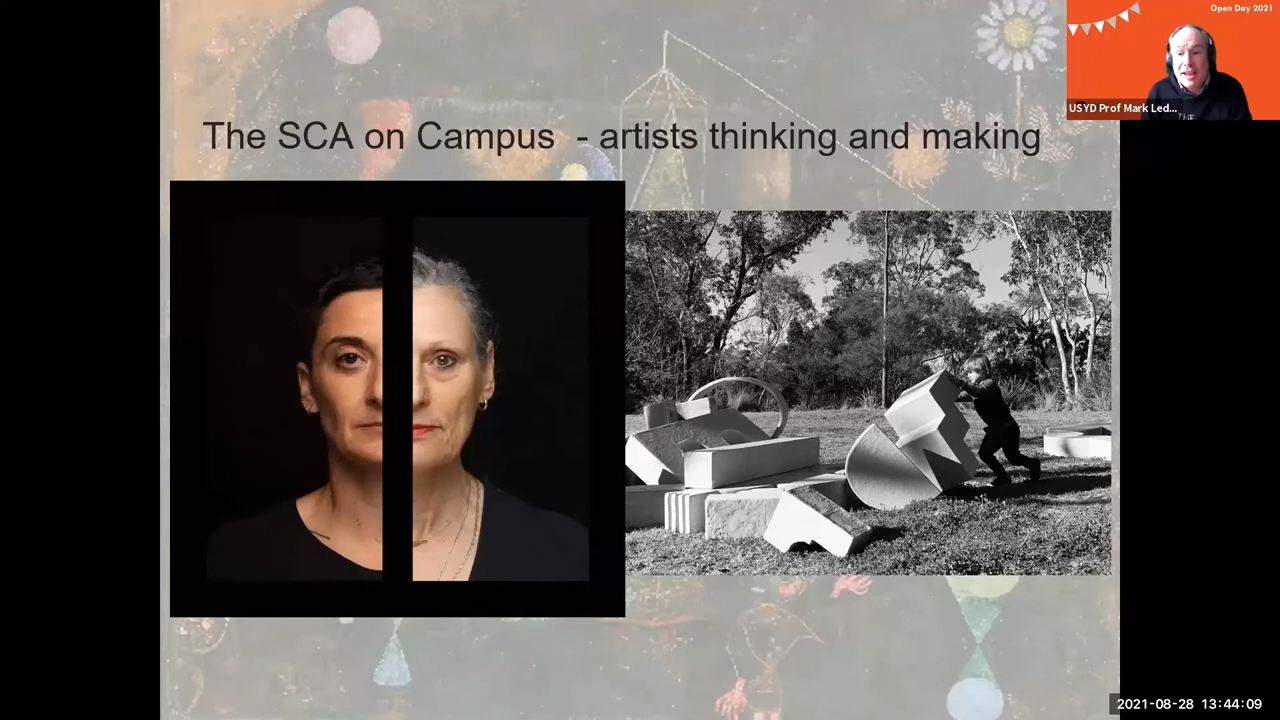 Open Day 2021
USYD Prof Mark Led...
The SCA on Campus - artists thinking and making
THE
2021-08-28 13:44:09